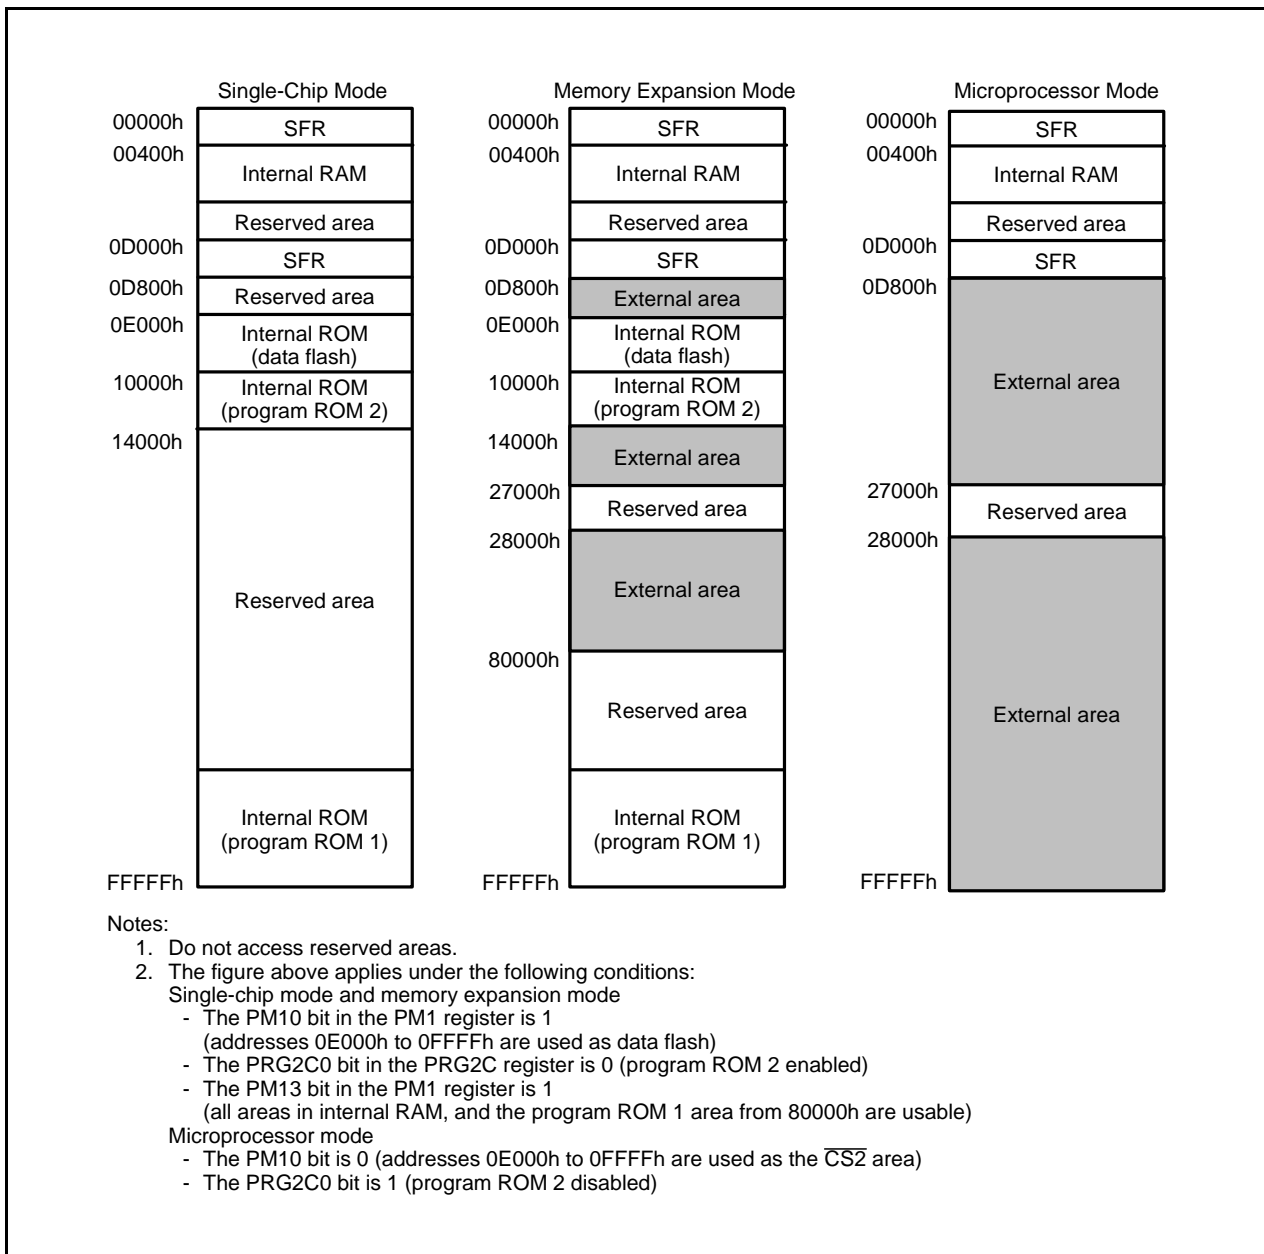 Single-Chip Mode
00000h
SFR
00400h
Internal RAM
Reserved area
0D000h
SFR
0D800h
Reserved area
0E000h
Internal ROM
(data flash)
10000h
Internal ROM
(program ROM 2)
14000h
Reserved area
Internal ROM
(program ROM 1)
FFFFFh
Memory Expansion Mode
00000h
SFR
00400h
Internal RAM
Reserved area
0D000h
SFR
0D800h
External area
0E000h
Internal ROM
(data flash)
10000h
Internal ROM
(program ROM 2)
14000h
External area
27000h
Reserved area
28000h
External area
80000h
Reserved area
Internal ROM
(program ROM 1)
FFFFFh
Microprocessor Mode
00000h
SFR
00400h
Internal RAM
Reserved area
0D000h
SFR
0D800h
External area
27000h
Reserved area
28000h
External area
FFFFFh
Notes:
1. Do not access reserved areas.
2. The figure above applies under the following conditions:
Single-chip mode and memory expansion mode
- The PM10 bit in the PM1 register is 1
(addresses 0E000h to 0FFFFh are used as data flash)
- The PRG2C0 bit in the PRG2C register is 0 (program ROM 2 enabled)
- The PM13 bit in the PM1 register is 1
(all areas in internal RAM, and the program ROM 1 area from 80000h are usable)
Microprocessor mode
- The PM10 bit is 0 (addresses 0E000h to 0FFFFh are used as the C̅S̅2̅ area)
- The PRG2C0 bit is 1 (program ROM 2 disabled)